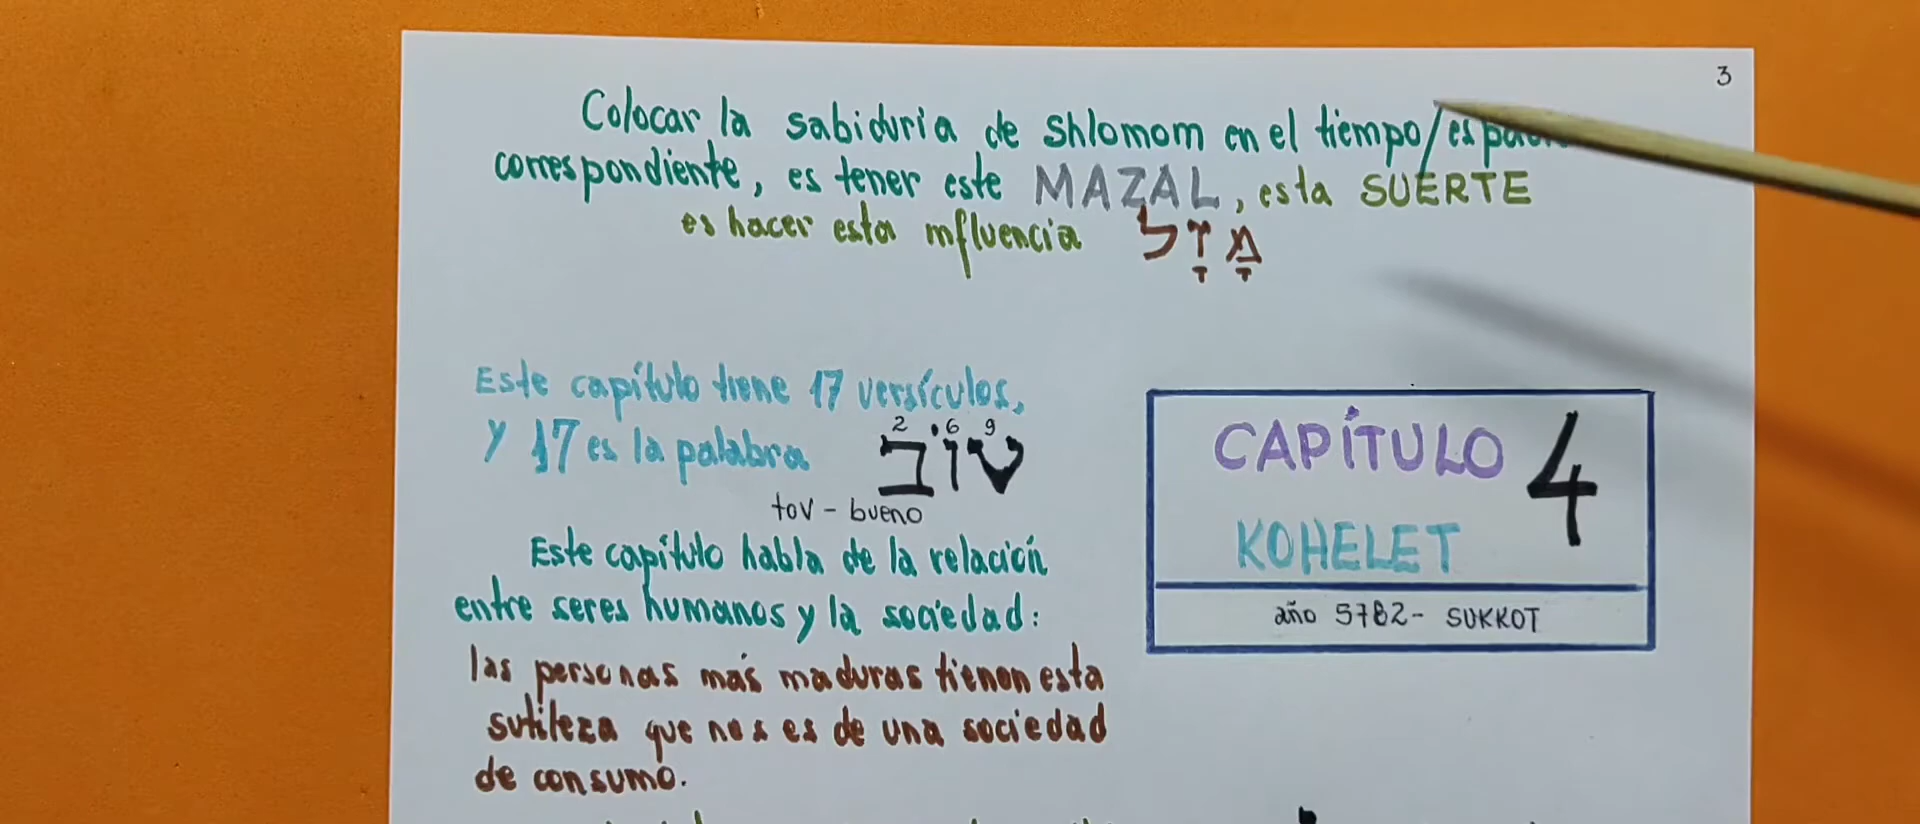 3
Colocar la sabiduría de Shlomom en el tiempo/
correspondiente, es tener este MAZAL, esta SUERTE
es hacer esta influencia מָזָל
Este capítulo tiene 17 versículos,
y 17 es la palabra
2 6 9
טוֹב
tov - bueno
Este capítulo habla de la relación
entre seres humanos y la sociedad:
las personas más maduras tienen esta
sutileza que nos es de una sociedad
de consumo.
CAPÍTULO 4
KOHELET
año 5782- SUKKOT